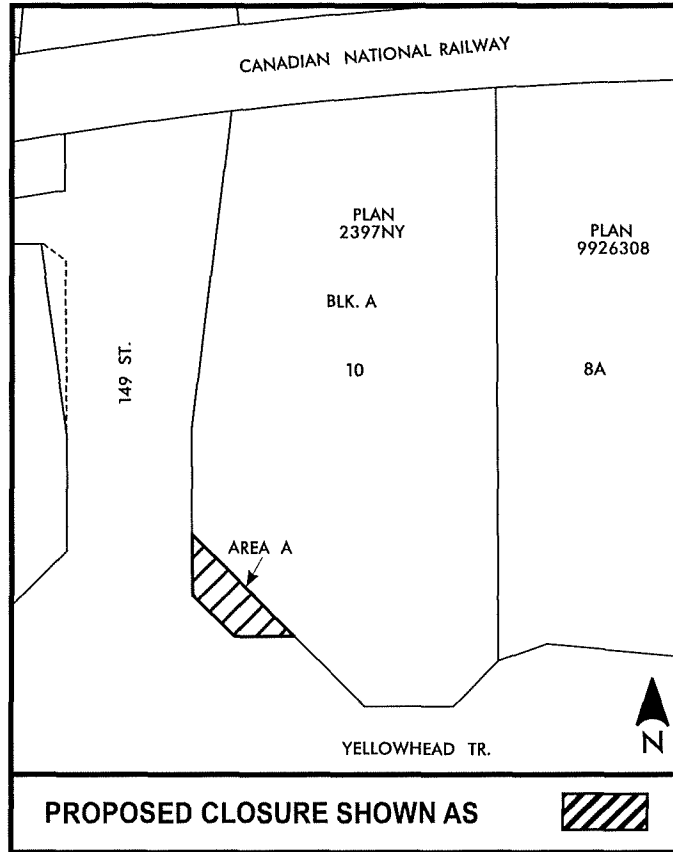 CANADIAN NATIONAL RAILWAY
PLAN
2397NY
PLAN
9926308
BLK. A
149 ST.
10
8A
AREA A
N
YELLOWHEAD TR.
PROPOSED CLOSURE SHOWN AS